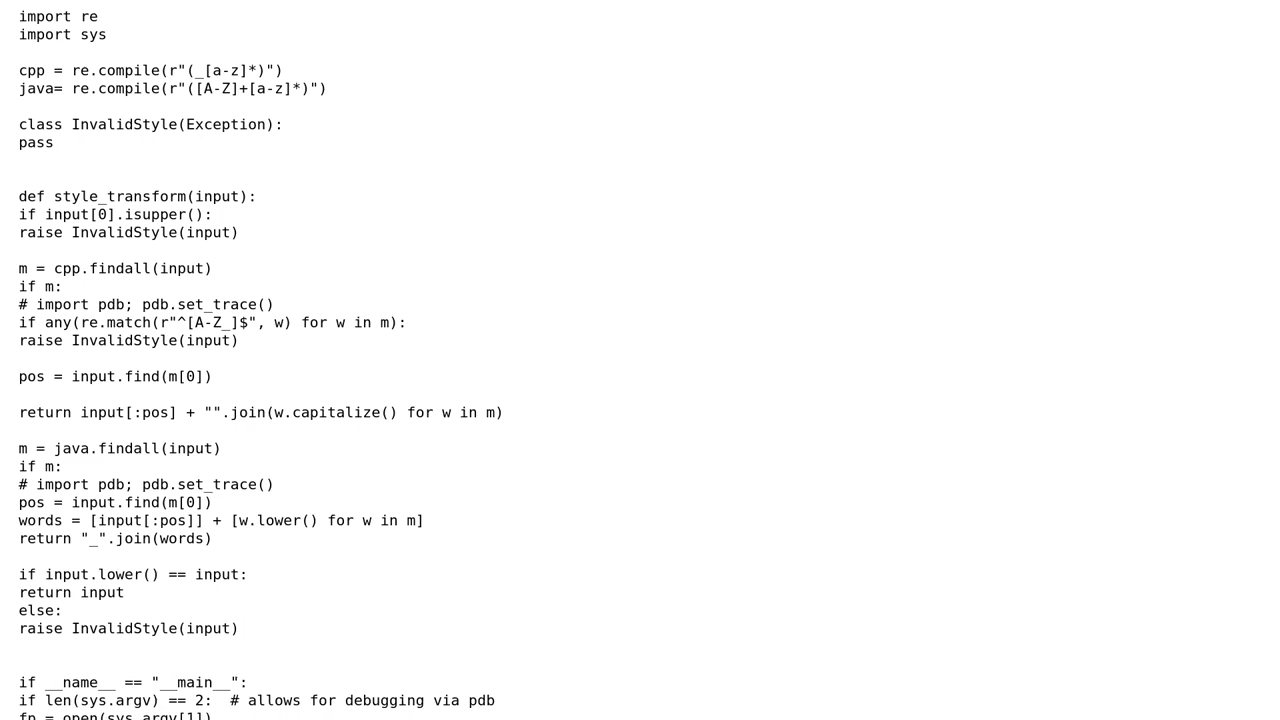 import re
import sys
cpp = re.compile(r"(_[a-z]*)")
java= re.compile(r"([A-Z]+[a-z]*)")
class InvalidStyle(Exception):
pass
def style_transform(input):
if input[0].isupper():
raise InvalidStyle(input)
m = cpp.findall(input)
if m:
# import pdb; pdb.set_trace()
if any(re.match(r"^[A-Z_]$", w) for w in m):
raise InvalidStyle(input)
pos = input.find(m[0])
return input[:pos] + "".join(w.capitalize() for w in m)
m = java.findall(input)
if m:
# import pdb; pdb.set_trace()
pos = input.find(m[0])
words = [input[:pos]] + [w.lower() for w in m]
return "_".join(words)
if input.lower() == input:
return input
else:
raise InvalidStyle(input)
if __name__ == "__main__":
if len(sys.argv) == 2:  # allows for debugging via pdb
fp = open(sys.argv[1])